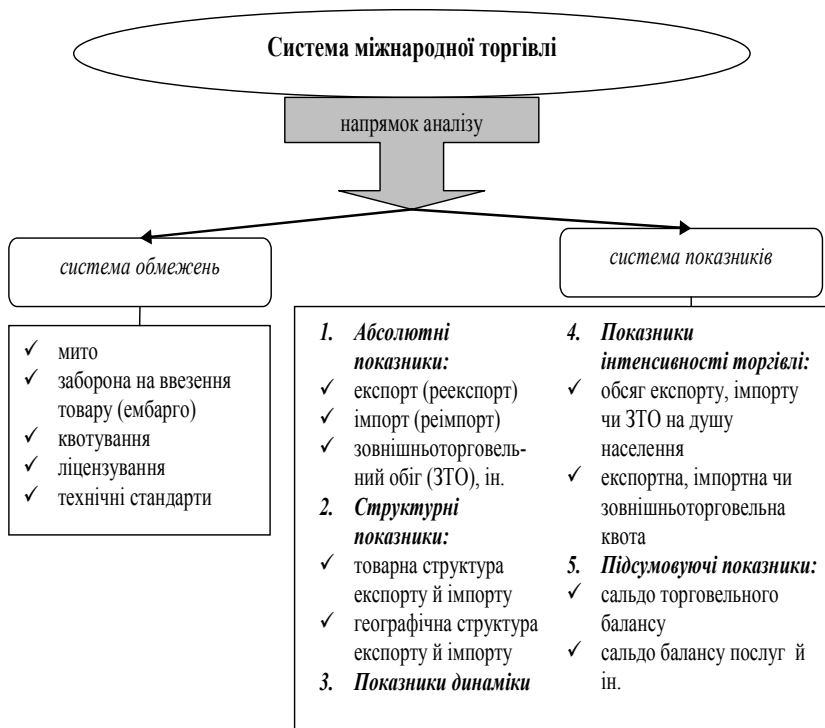 Система міжнародної торгівлі
напрямок аналізу
система обмежень
✓ мито
✓ заборона на ввезення
товару (ембарго)
✓ квотування
✓ ліцензування
✓ технічні стандарти
система показників
1. Абсолютні
показники:
✓ експорт (реекспорт)
✓ імпорт (реімпорт)
✓ зовнішньоторговель-
ний обіг (ЗТО), ін.
2. Структурні
показники:
✓ товарна структура
експорту й імпорту
✓ географічна структура
експорту й імпорту
3. Показники динаміки
4. Показники
інтенсивності торгівлі:
✓ обсяг експорту, імпорту
чи ЗТО на душу
населення
✓ експортна, імпортна чи
зовнішньоторговельна
квота
5. Підсумовуючі показники:
✓ сальдо торговельного
балансу
✓ сальдо балансу послуг й
ін.